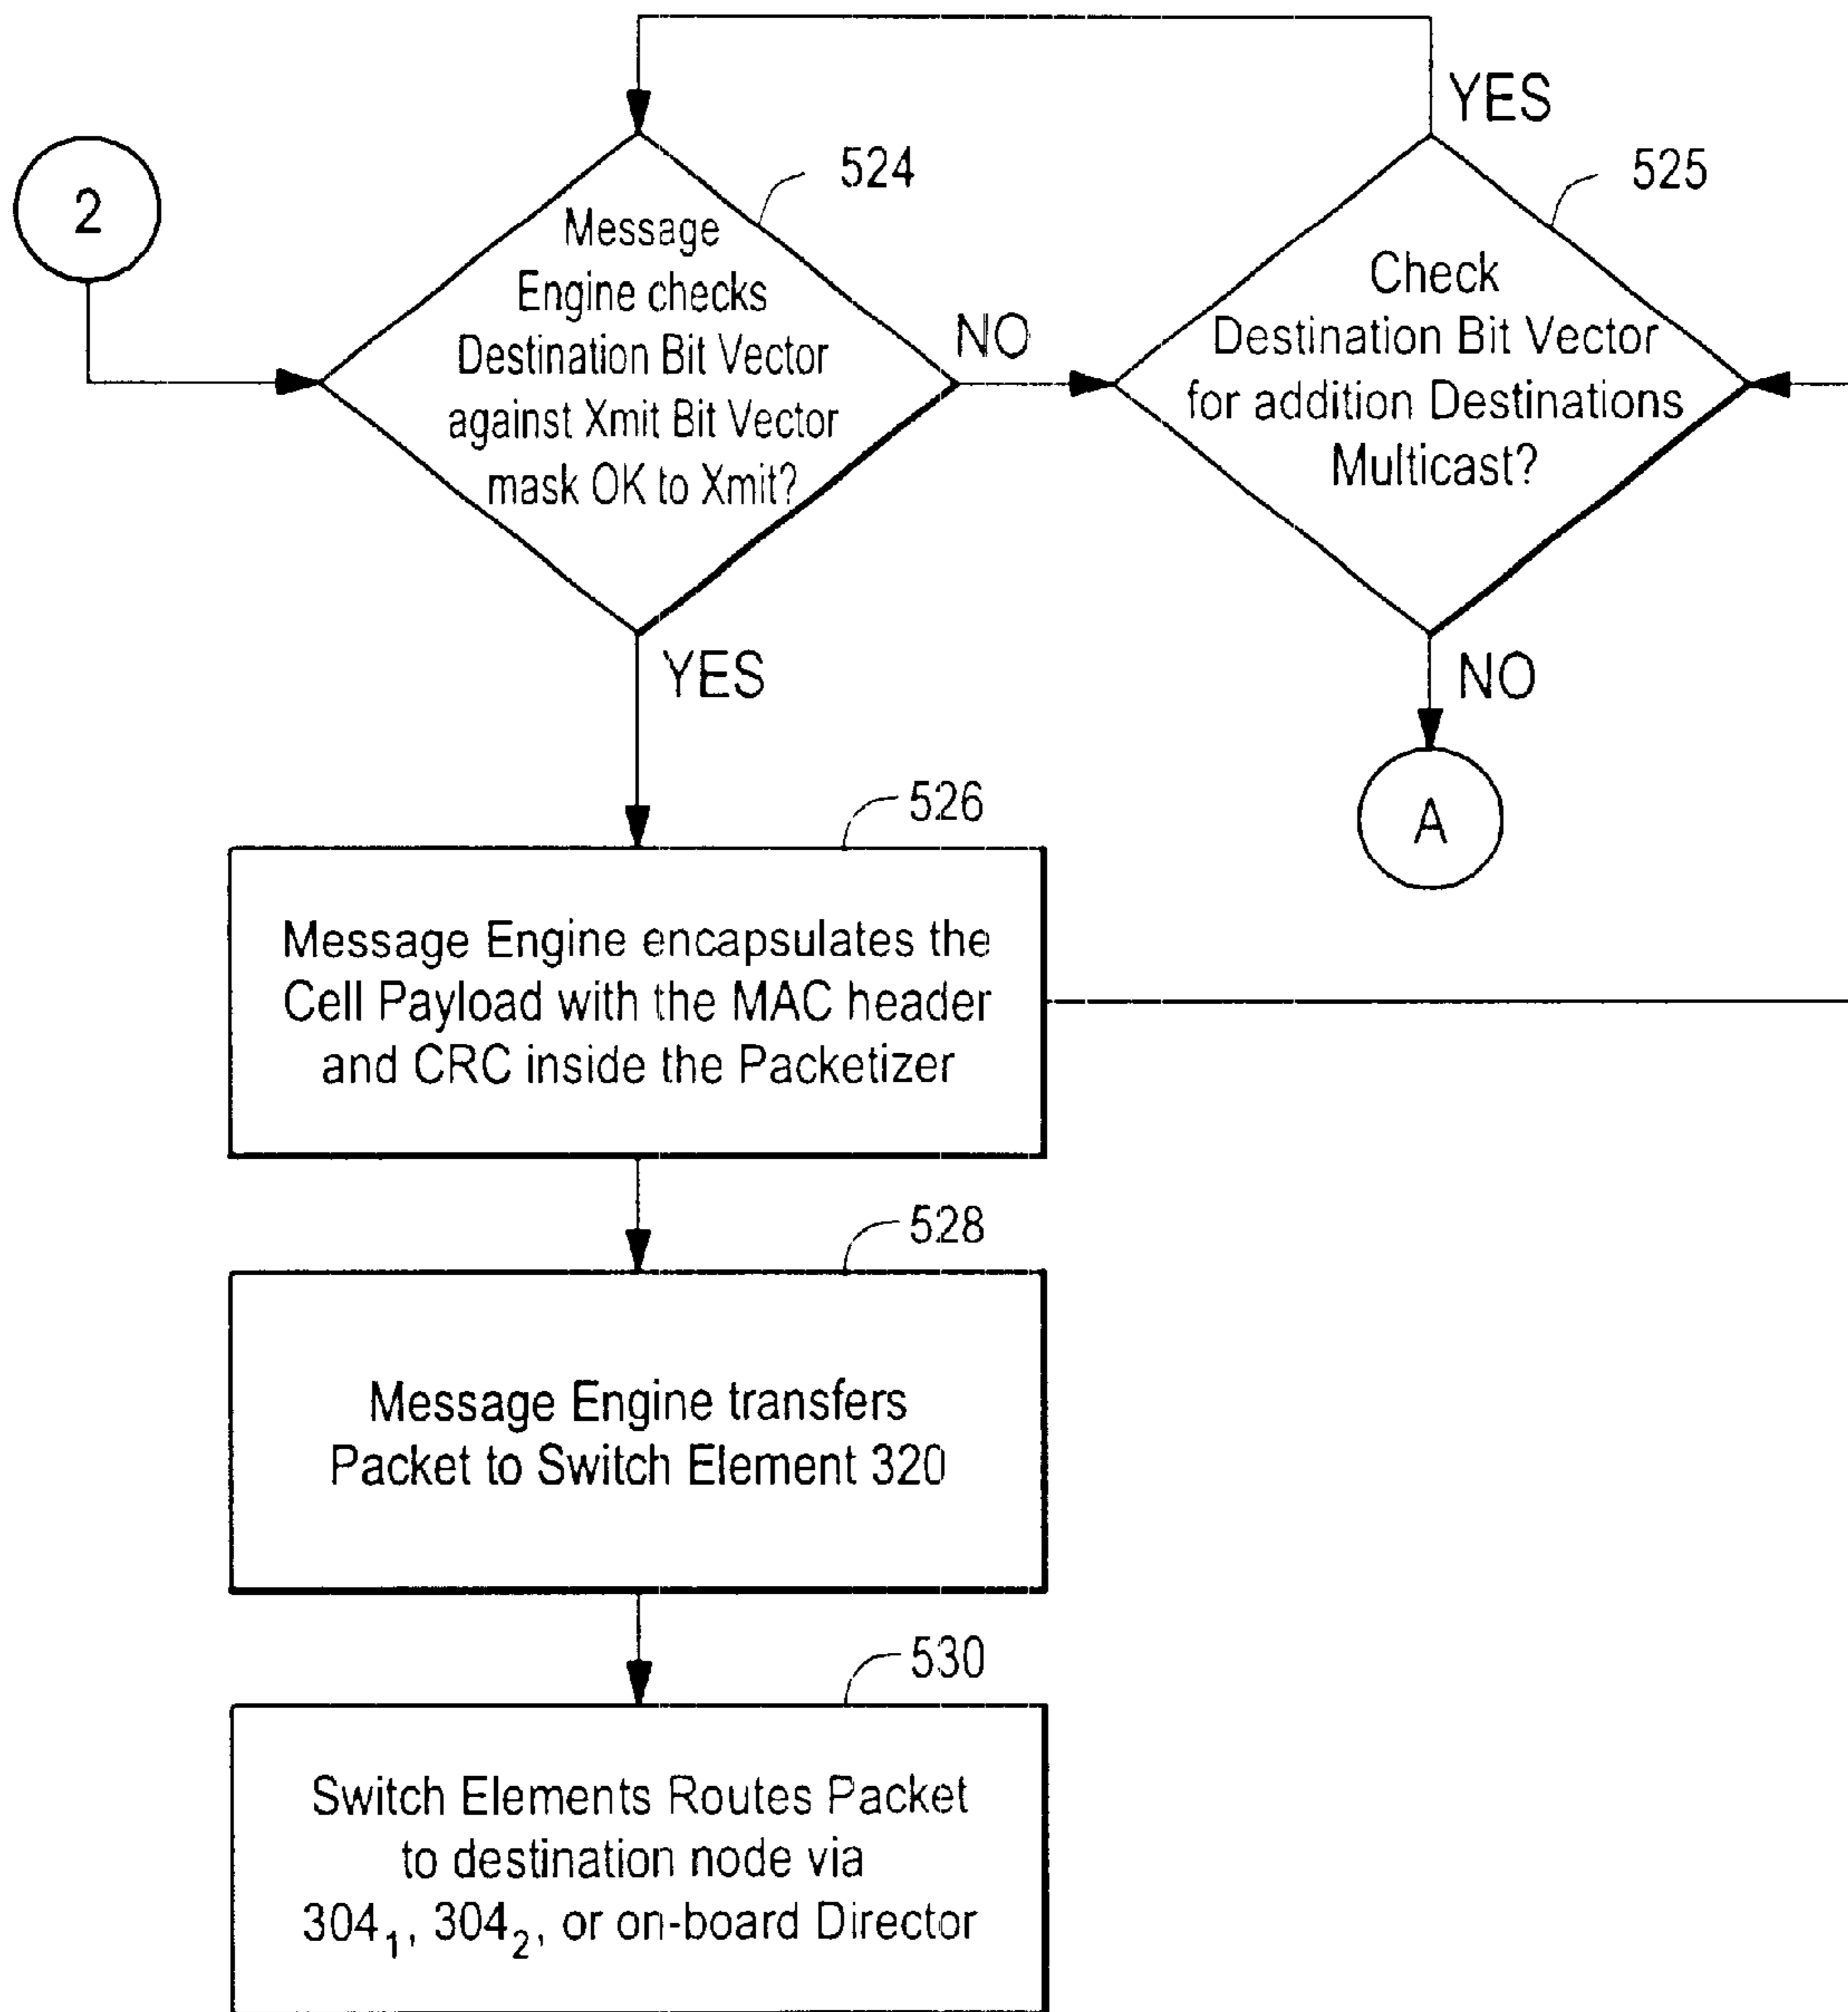 2
524
Message
Engine checks
Destination Bit Vector
against Xmit Bit Vector
mask OK to Xmit?
YES
NO
525
Check
Destination Bit Vector
for addition Destinations
Multicast?
YES
NO
A
526
Message Engine encapsulates the
Cell Payload with the MAC header
and CRC inside the Packetizer
528
Message Engine transfers
Packet to Switch Element 320
530
Switch Elements Routes Packet
to destination node via
304₁, 304₂, or on-board Director